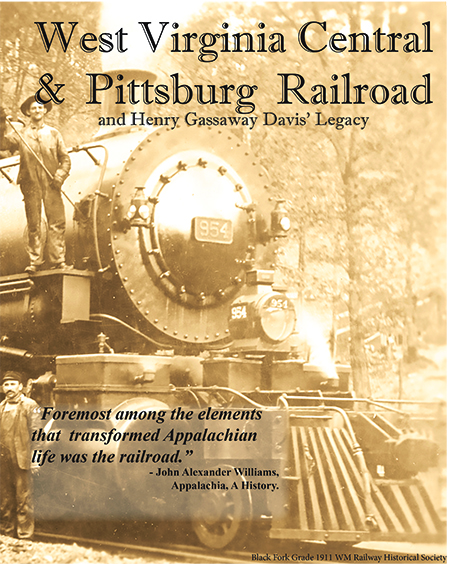 West Virginia Central
& Pittsburg Railroad
and Henry Gassaway Davis' Legacy
954
954
954
"Foremost among the elements
that transformed Appalachian
life was the railroad."
- John Alexander Williams,
Appalachia, A History.
Black Fork Grade 1911 WM Railway Historical Society